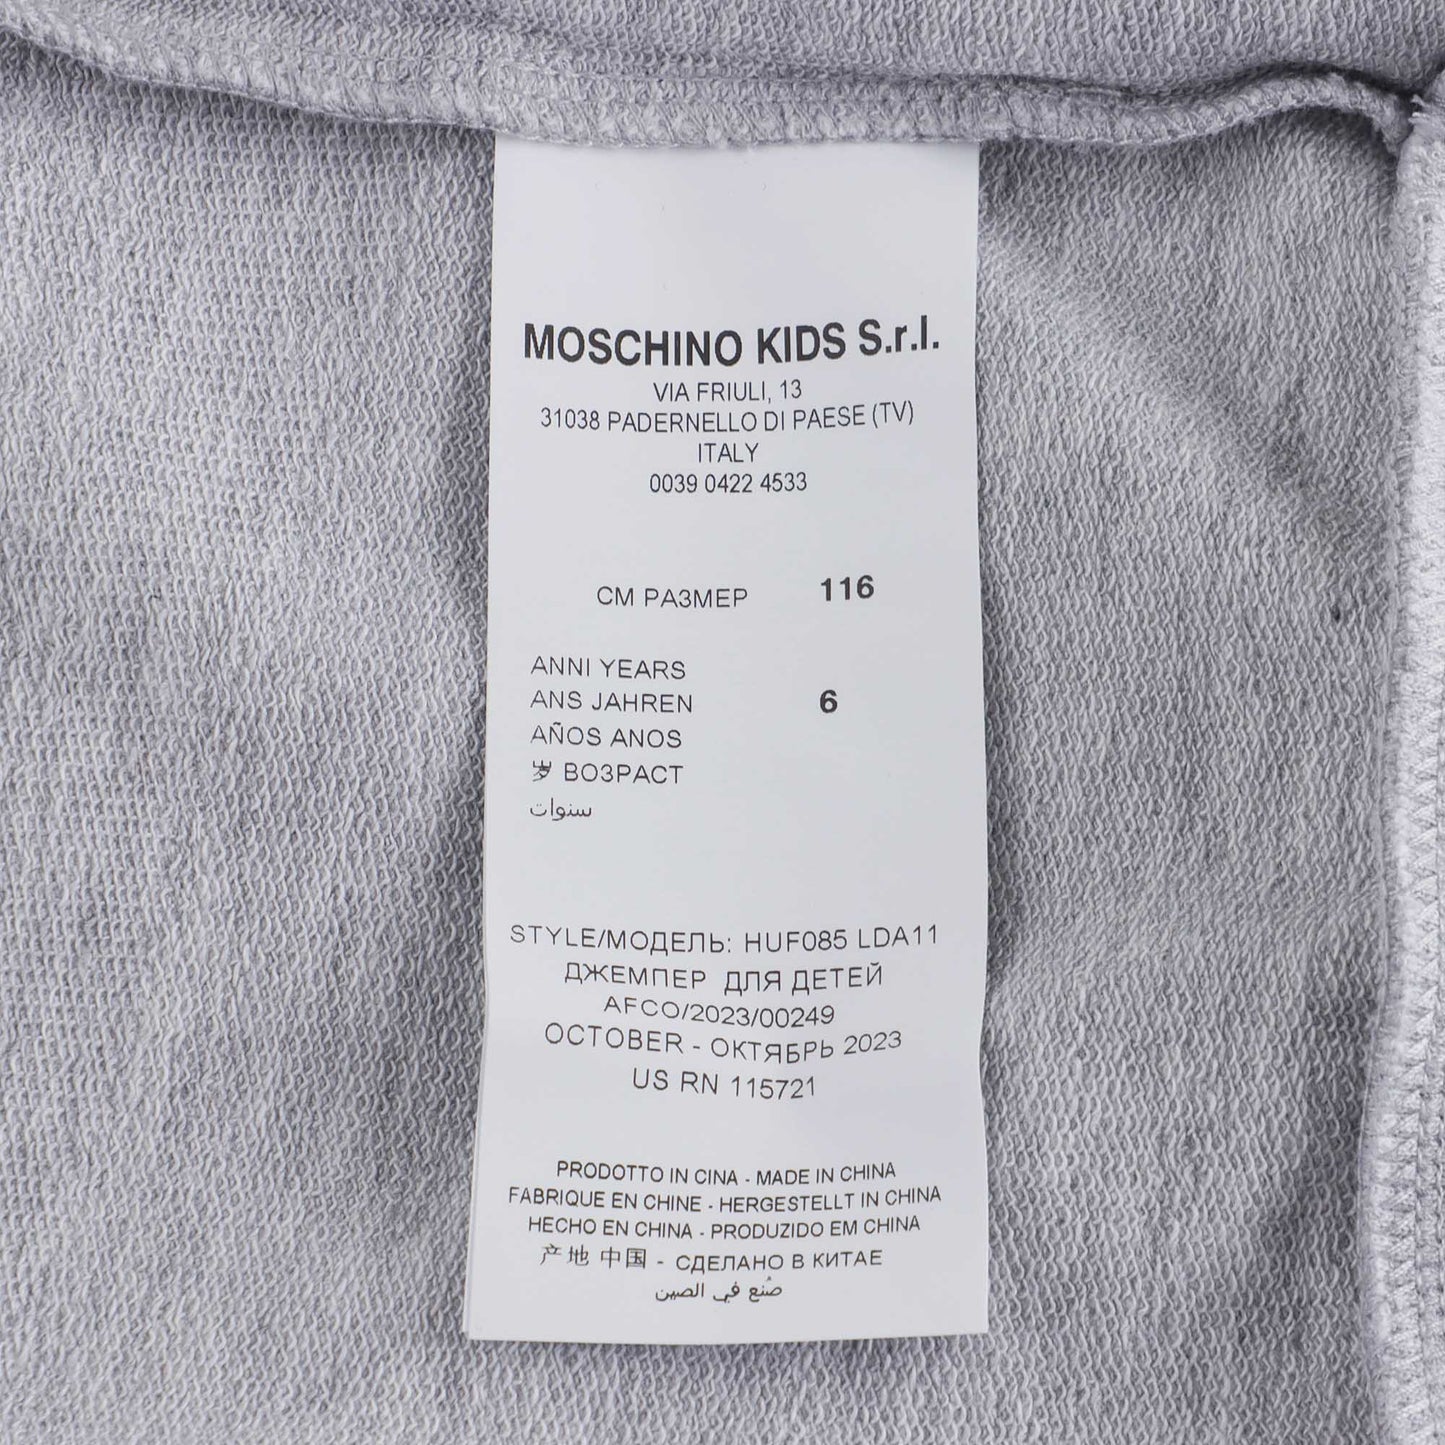 MOSCHINO KIDS S.r.l.
VIA FRIULI, 13
31038 PADERNELLO DI PAESE (TV)
ITALY
0039 0422 4533
СМ РАЗМЕР 116
ANNI YEARS
ANS JAHREN 6
AÑOS ANOS
岁 ВОЗРАСТ
سنوات
STYLE/МОДЕЛЬ: HUF085 LDA11
ДЖЕМПЕР ДЛЯ ДЕТЕЙ
AFCO/2023/00249
OCTOBER - ОКТЯБРЬ 2023
US RN 115721
PRODOTTO IN CINA - MADE IN CHINA
FABRIQUE EN CHINE - HERGESTELLT IN CHINA
HECHO EN CHINA - PRODUZIDO EM CHINA
产地 中国 - СДЕЛАНО В КИТАЕ
صُنع في الصين